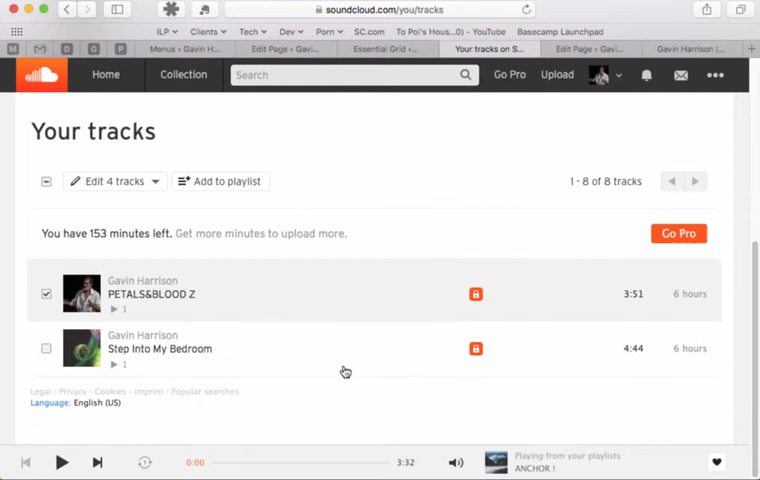 soundcloud.com/you/tracks
ILP Clients Tech Dev Porn SC.com To Poi's Hous...0) - YouTube Basecamp Launchpad
M D G P Menus ‹ Gavin H... Edit Page ‹ Gavi... Essential Grid ‹... Your tracks on S... Edit Page ‹ Gavi... Gavin Harrison |...
Home Collection Search Go Pro Upload
Your tracks
Edit 4 tracks Add to playlist 1 - 8 of 8 tracks
You have 153 minutes left. Get more minutes to upload more. Go Pro
Gavin Harrison
PETALS&BLOOD Z 3:51 6 hours
1
Gavin Harrison
Step Into My Bedroom 4:44 6 hours
1
Legal - Privacy - Cookies - Imprint - Popular searches
Language: English (US)
Playing from your playlists
0:00 3:32 ANCHOR !